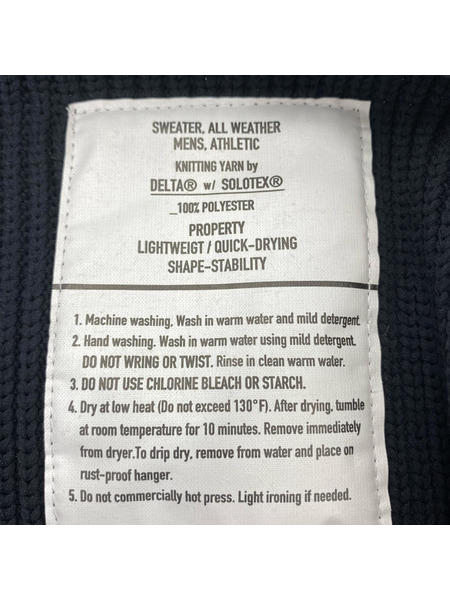 SWEATER, ALL WEATHER
MENS, ATHLETIC
KNITTING YARN by
DELTA® w/ SOLOTEX®
_100% POLYESTER
PROPERTY
LIGHTWEIGT / QUICK-DRYING
SHAPE-STABILITY
1. Machine washing. Wash in warm water and mild detergent.
2. Hand washing. Wash in warm water using mild detergent.
DO NOT WRING OR TWIST. Rinse in clean warm water.
3. DO NOT USE CHLORINE BLEACH OR STARCH.
4. Dry at low heat (Do not exceed 130°F). After drying, tumble
at room temperature for 10 minutes. Remove immediately
from dryer.To drip dry, remove from water and place on
rust-proof hanger.
5. Do not commercially hot press. Light ironing if needed.